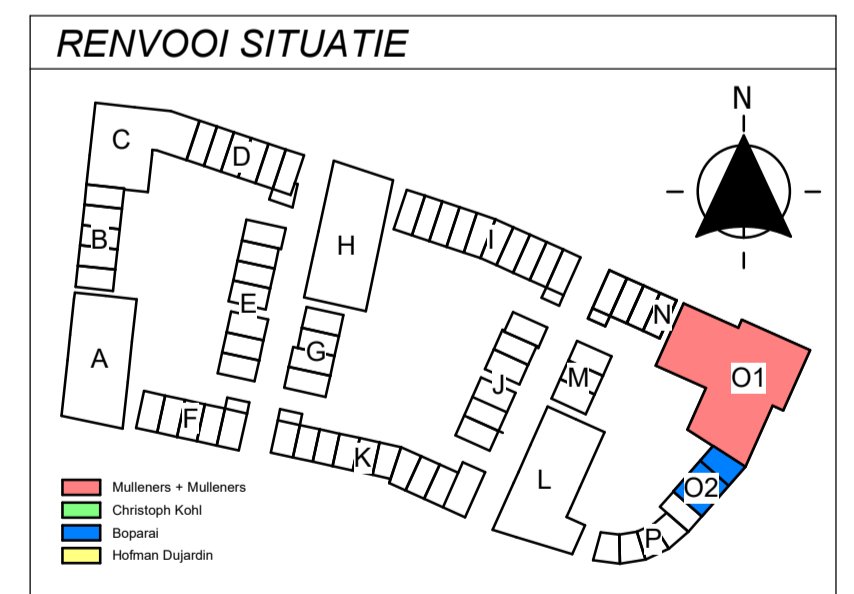 RENVOOI SITUATIE
N
C
D
B
H
I
E
N
A
G
O1
J
M
F
K
L
O2
P
Mulleners + Mulleners
Christoph Kohl
Boparai
Hofman Dujardin